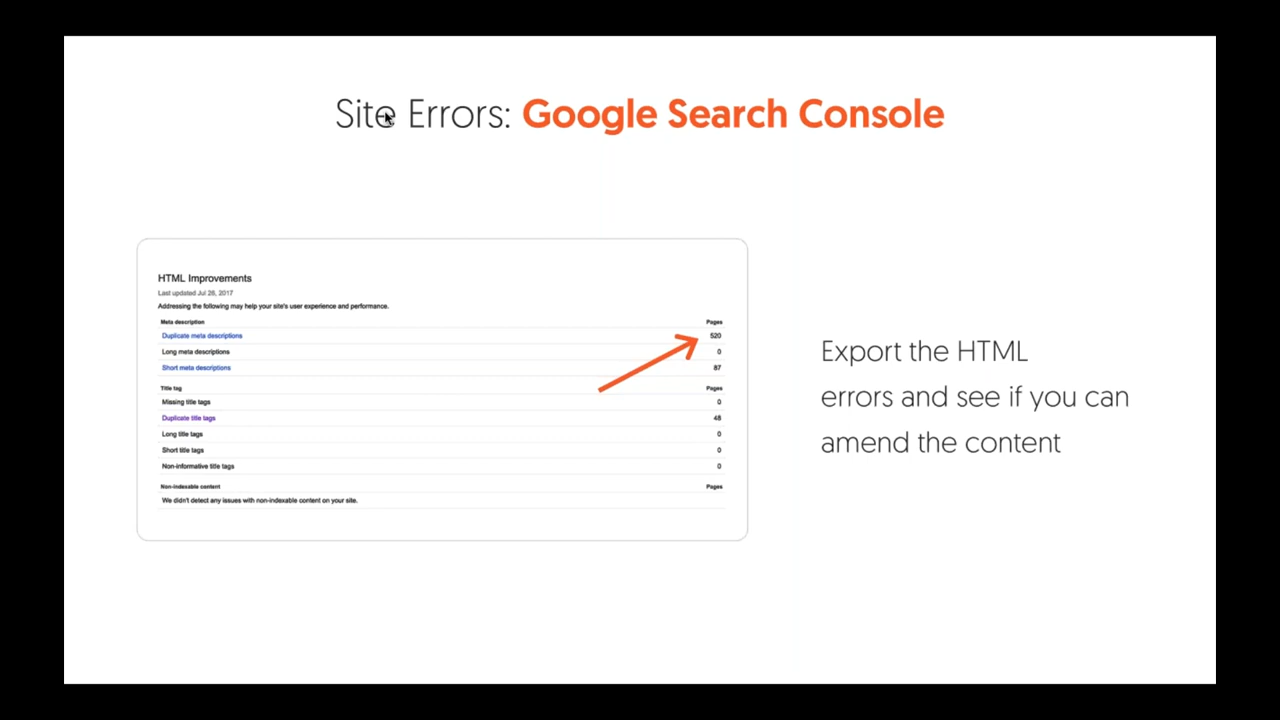 Site Errors: Google Search Console
HTML Improvements
Last updated Jul 26, 2017
Addressing the following may help your site's user experience and performance.
Meta description Pages
Duplicate meta descriptions 520
Long meta descriptions 0
Short meta descriptions 87
Title tag Pages
Missing title tags 0
Duplicate title tags 48
Long title tags 0
Short title tags 0
Non-informative title tags 0
Non-indexable content Pages
We didn't detect any issues with non-indexable content on your site.
Export the HTML
errors and see if you can
amend the content